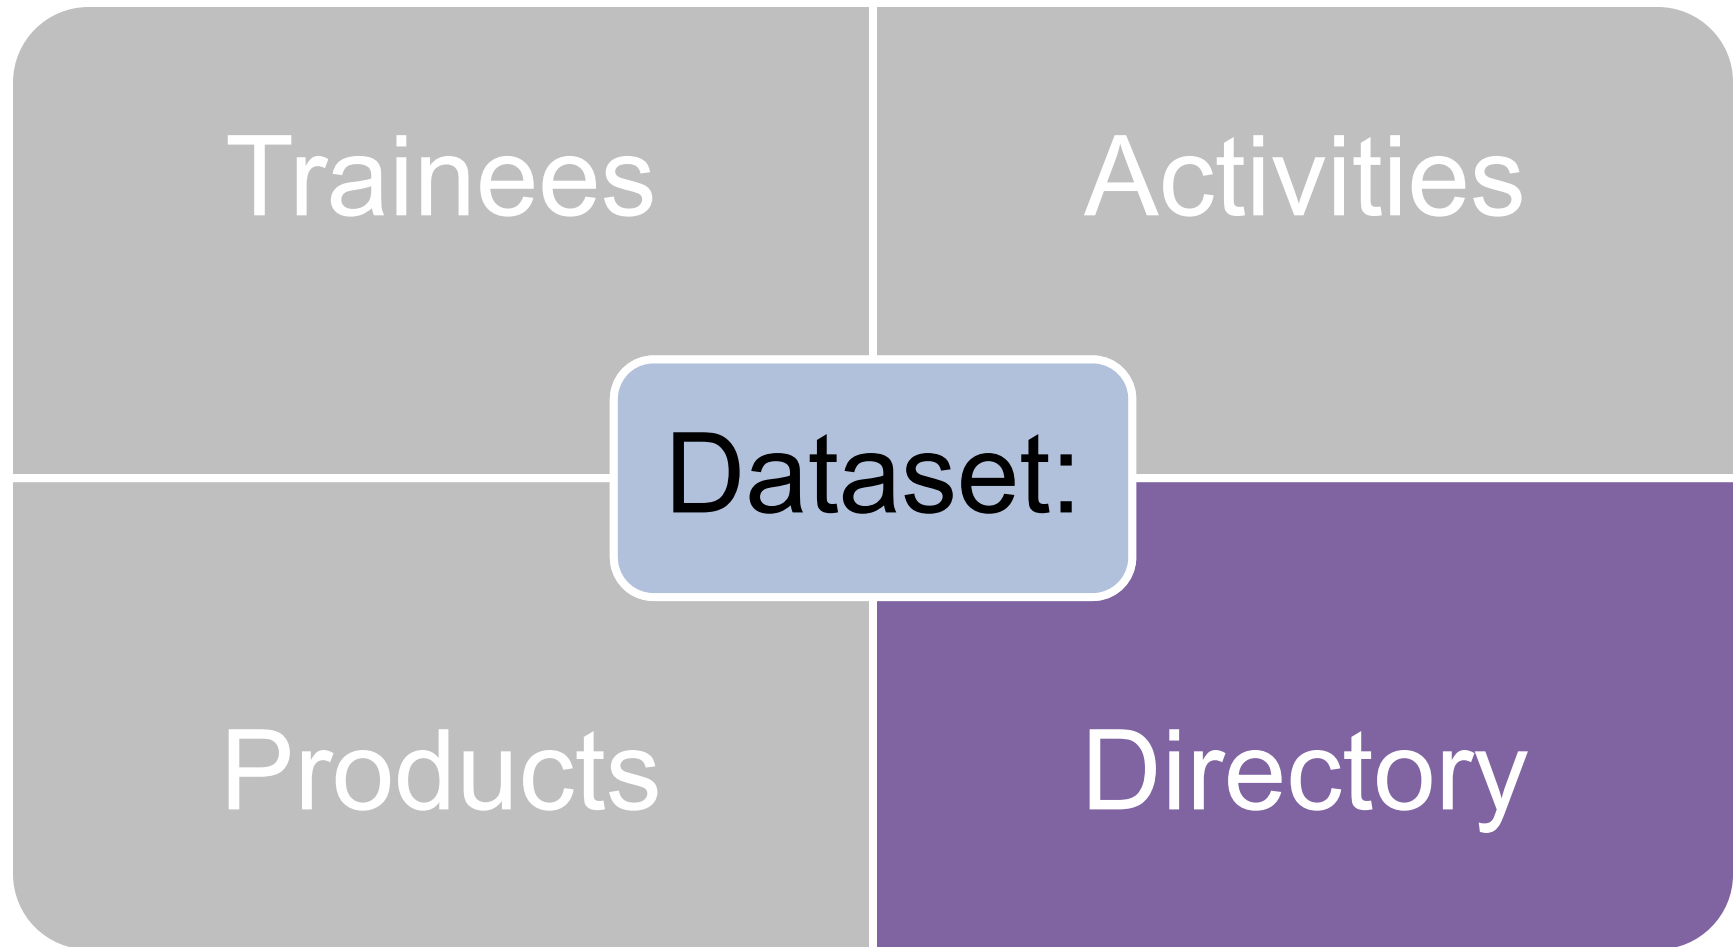 Trainees
Activities
Dataset:
Products
Directory